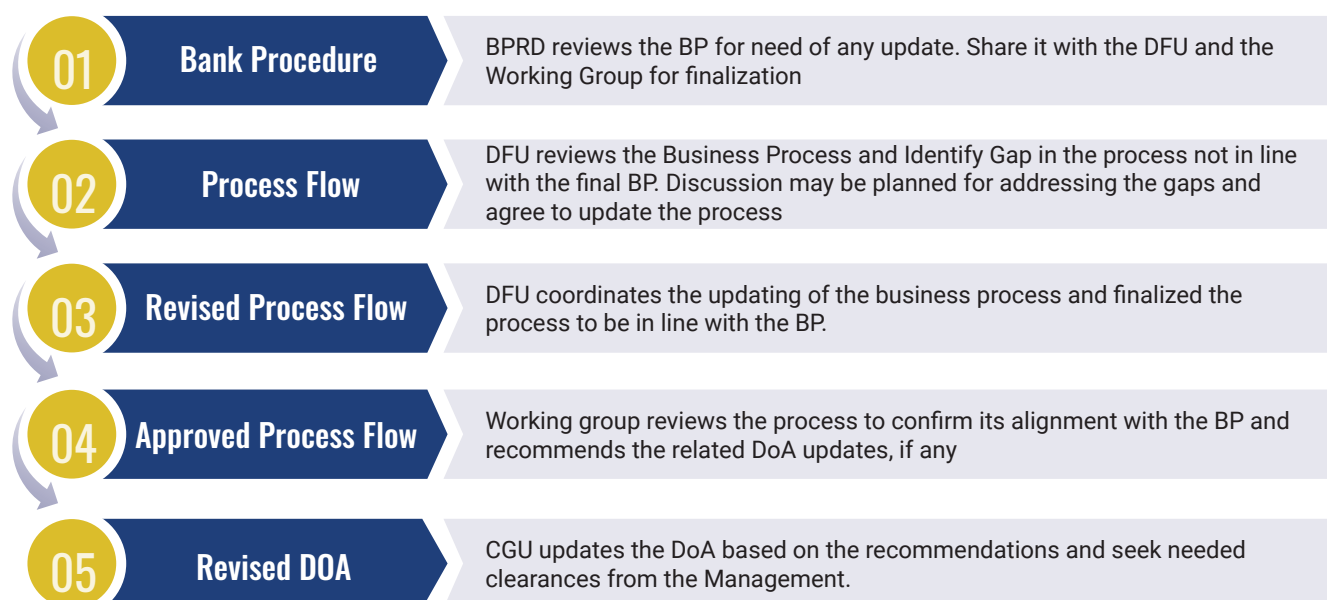 01
Bank Procedure
BPRD reviews the BP for need of any update. Share it with the DFU and the
Working Group for finalization
02
Process Flow
DFU reviews the Business Process and Identify Gap in the process not in line
with the final BP. Discussion may be planned for addressing the gaps and
agree to update the process
03
Revised Process Flow
DFU coordinates the updating of the business process and finalized the
process to be in line with the BP.
04
Approved Process Flow
Working group reviews the process to confirm its alignment with the BP and
recommends the related DoA updates, if any
05
Revised DOA
CGU updates the DoA based on the recommendations and seek needed
clearances from the Management.